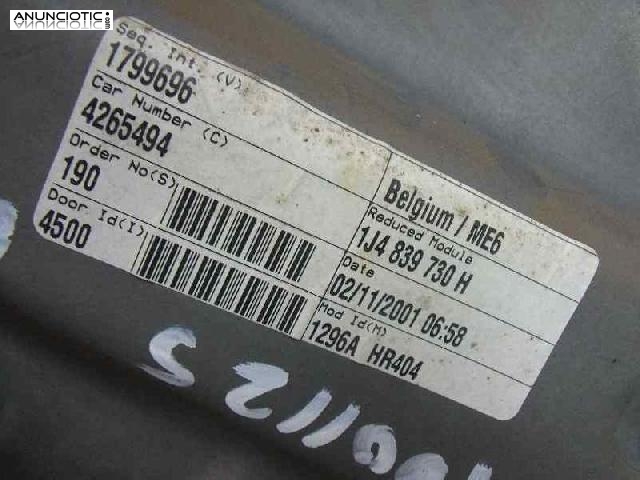 ANUNCIOTIC.es
Seq. Int. (V)
1799696
Car Number (C)
4265494
Order No(S)
190
Door. Id(I)
4500
Belgium / ME6
Reduced Module
1J4 839 730 H
Date
02/11/2001 06:58
Mod Id(M)
1296A HR404